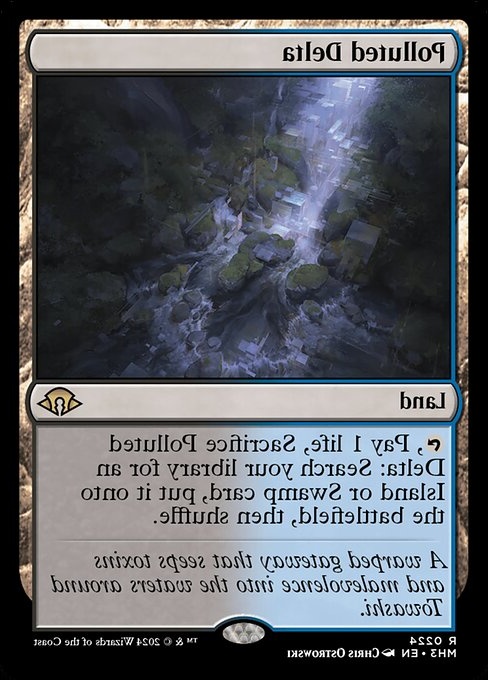 Polluted Delta
Land
, Pay 1 life, Sacrifice Polluted
Delta: Search your library for an
Island or Swamp card, put it onto
the battlefield, then shuffle.
A warped gateway that seeps toxins
and malevolence into the waters around
Towashi.
R 0224
MH3 • EN Chris Ostrowski
™ & © 2024 Wizards of the Coast